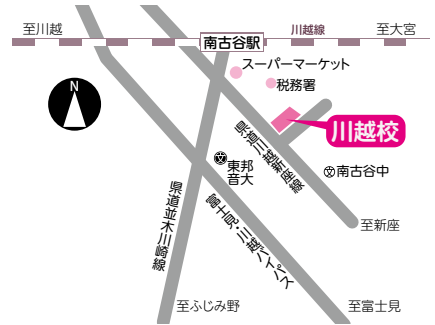 至川越
川越線
至大宮
南古谷駅
スーパーマーケット
税務署
N
川越校
県道川越新座線
東邦
音大
南古谷中
県道並木川崎線
富士見・川越バイパス
至新座
至ふじみ野
至富士見